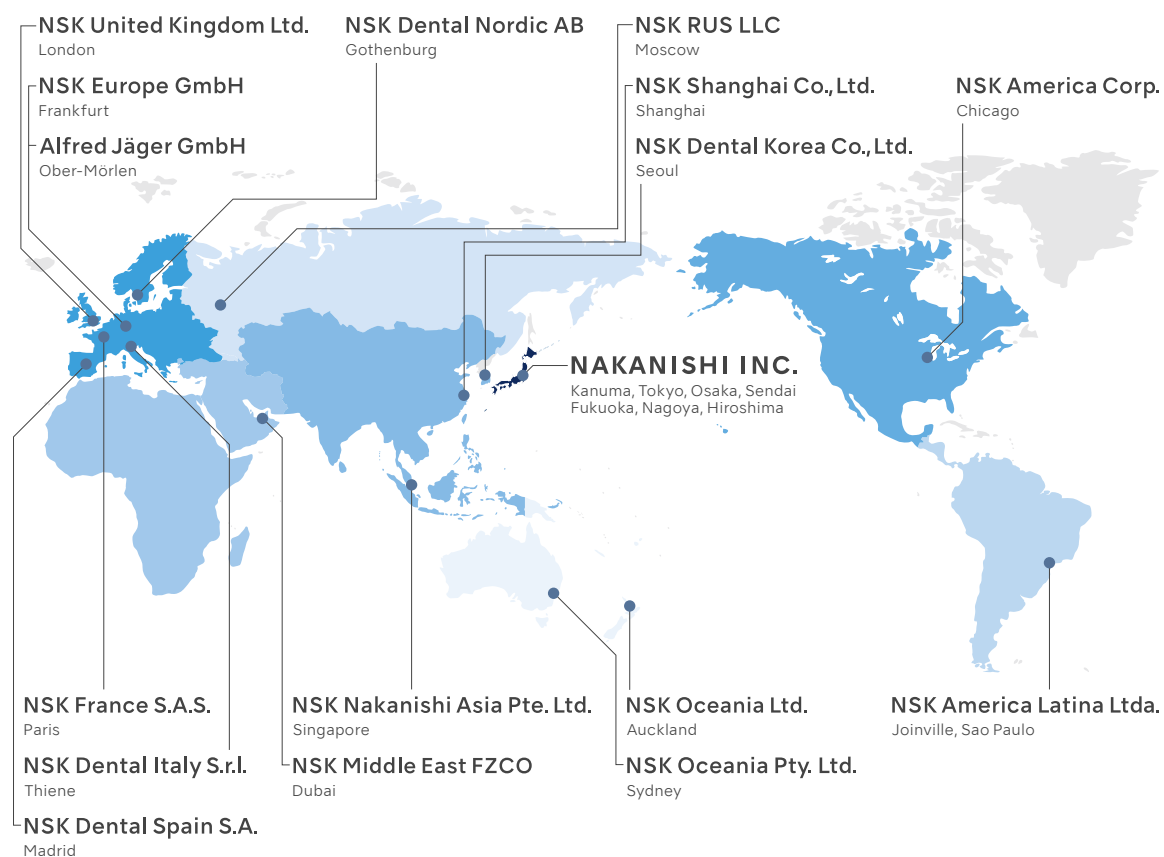 NSK United Kingdom Ltd.
London
NSK Europe GmbH
Frankfurt
Alfred Jäger GmbH
Ober-Mörlen
NSK Dental Nordic AB
Gothenburg
NSK RUS LLC
Moscow
NSK Shanghai Co., Ltd.
Shanghai
NSK Dental Korea Co., Ltd.
Seoul
NSK America Corp.
Chicago
NAKANISHI INC.
Kanuma, Tokyo, Osaka, Sendai
Fukuoka, Nagoya, Hiroshima
NSK France S.A.S.
Paris
NSK Dental Italy S.r.l.
Thiene
NSK Dental Spain S.A.
Madrid
NSK Nakanishi Asia Pte. Ltd.
Singapore
NSK Middle East FZCO
Dubai
NSK Oceania Ltd.
Auckland
NSK Oceania Pty. Ltd.
Sydney
NSK America Latina Ltda.
Joinville, Sao Paulo